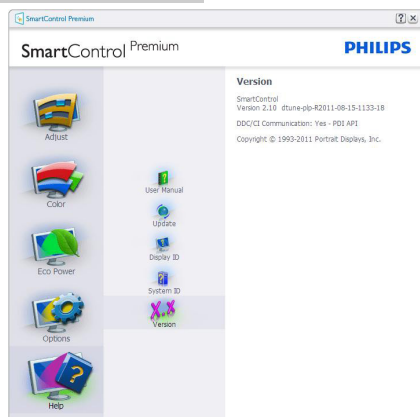 SmartControl Premium
SmartControl Premium
PHILIPS
Adjust
Color
Eco Power
Options
Help
User Manual
Update
Display ID
System ID
X.X
Version
Version
SmartControl
Version 2.10 dtune-plp-R2011-08-15-1133-1B
DDC/CI Communication: Yes - PDI API
Copyright © 1993-2011 Portrait Displays, Inc.